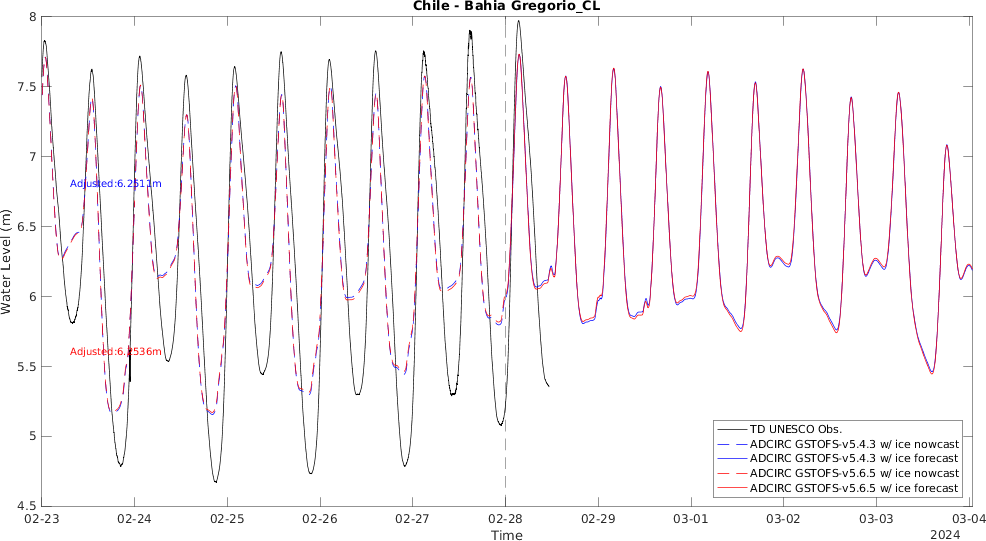 Chile - Bahia Gregorio_CL
8
7.5
7
6.5
6
5.5
5
4.5
Water Level (m)
Adjusted:6.2511m
Adjusted:6.2536m
TD UNESCO Obs.
ADCIRC GSTOFS-v5.4.3 w/ ice nowcast
ADCIRC GSTOFS-v5.4.3 w/ ice forecast
ADCIRC GSTOFS-v5.6.5 w/ ice nowcast
ADCIRC GSTOFS-v5.6.5 w/ ice forecast
02-23 02-24 02-25 02-26 02-27 02-28 02-29 03-01 03-02 03-03 03-04
Time
2024